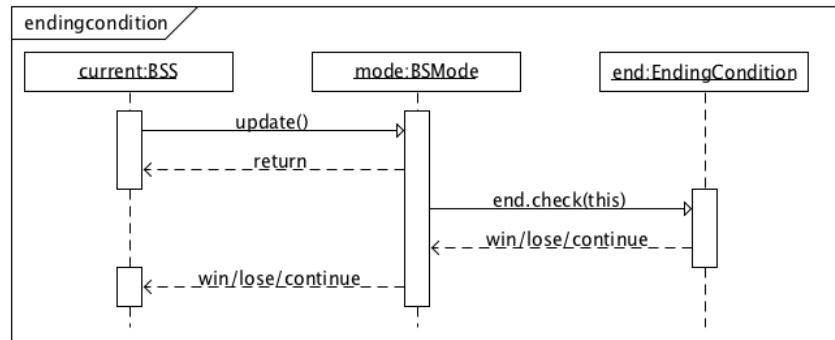 endingcondition
current:BSS
mode:BSMode
end:EndingCondition
update()
return
end.check(this)
win/lose/continue
win/lose/continue